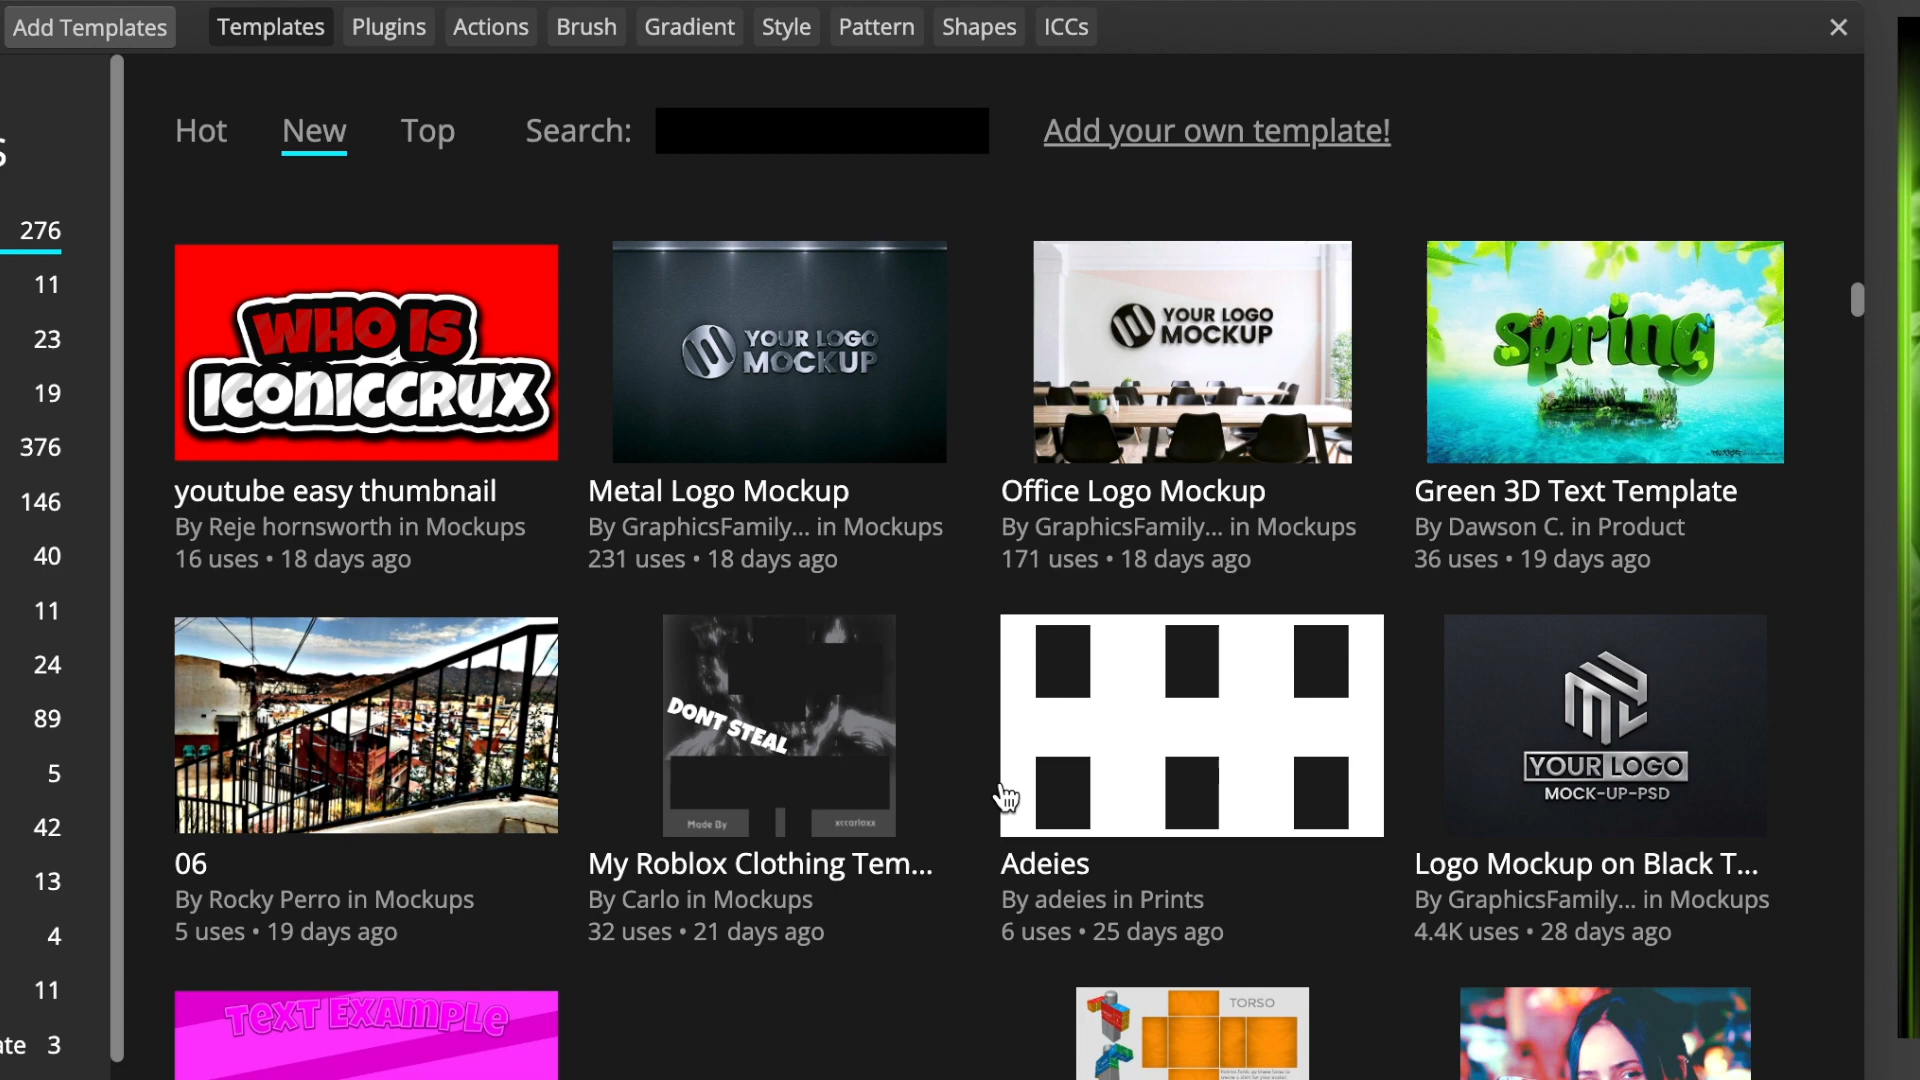 Add Templates
Templates Plugins Actions Brush Gradient Style Pattern Shapes ICCs ✕
Hot New Top Search: Add your own template!
276
11
23
19
376
146
40
11
24
89
5
42
13
4
11
3
WHO IS
ICONICCRUX
YOUR LOGO
MOCKUP
YOUR LOGO
MOCKUP
spring
youtube easy thumbnail
By Reje hornsworth in Mockups
16 uses • 18 days ago
Metal Logo Mockup
By GraphicsFamily... in Mockups
231 uses • 18 days ago
Office Logo Mockup
By GraphicsFamily... in Mockups
171 uses • 18 days ago
Green 3D Text Template
By Dawson C. in Product
36 uses • 19 days ago
DONT STEAL
Made By xccarloxx
YOUR LOGO
MOCK-UP-PSD
06
By Rocky Perro in Mockups
5 uses • 19 days ago
My Roblox Clothing Tem...
By Carlo in Mockups
32 uses • 21 days ago
Adeies
By adeies in Prints
6 uses • 25 days ago
Logo Mockup on Black T...
By GraphicsFamily... in Mockups
4.4K uses • 28 days ago
TEXT EXAMPLE
TORSO